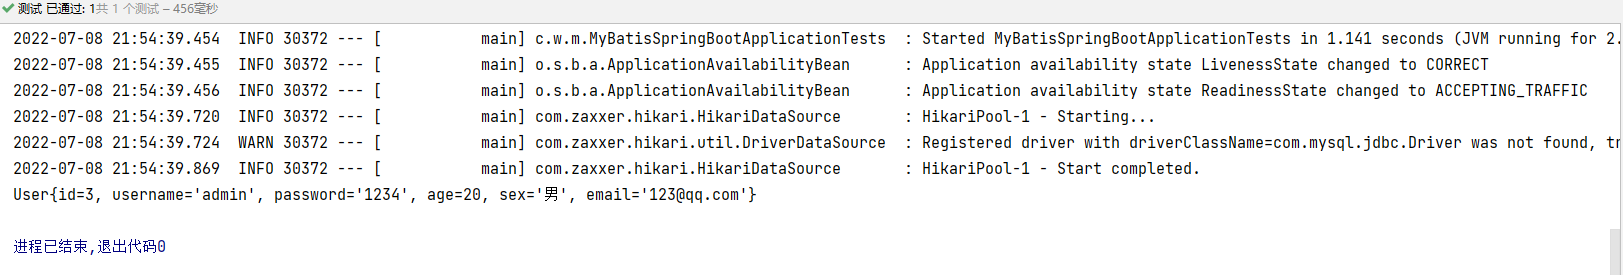 测试 已通过: 1共 1 个测试 – 456毫秒
2022-07-08 21:54:39.454  INFO 30372 --- [           main] c.w.m.MyBatisSpringBootApplicationTests  : Started MyBatisSpringBootApplicationTests in 1.141 seconds (JVM running for 2.
2022-07-08 21:54:39.455  INFO 30372 --- [           main] o.s.b.a.ApplicationAvailabilityBean      : Application availability state LivenessState changed to CORRECT
2022-07-08 21:54:39.456  INFO 30372 --- [           main] o.s.b.a.ApplicationAvailabilityBean      : Application availability state ReadinessState changed to ACCEPTING_TRAFFIC
2022-07-08 21:54:39.720  INFO 30372 --- [           main] com.zaxxer.hikari.HikariDataSource       : HikariPool-1 - Starting...
2022-07-08 21:54:39.724  WARN 30372 --- [           main] com.zaxxer.hikari.util.DriverDataSource  : Registered driver with driverClassName=com.mysql.jdbc.Driver was not found, tr
2022-07-08 21:54:39.869  INFO 30372 --- [           main] com.zaxxer.hikari.HikariDataSource       : HikariPool-1 - Start completed.
User{id=3, username='admin', password='1234', age=20, sex='男', email='123@qq.com'}
进程已结束,退出代码0